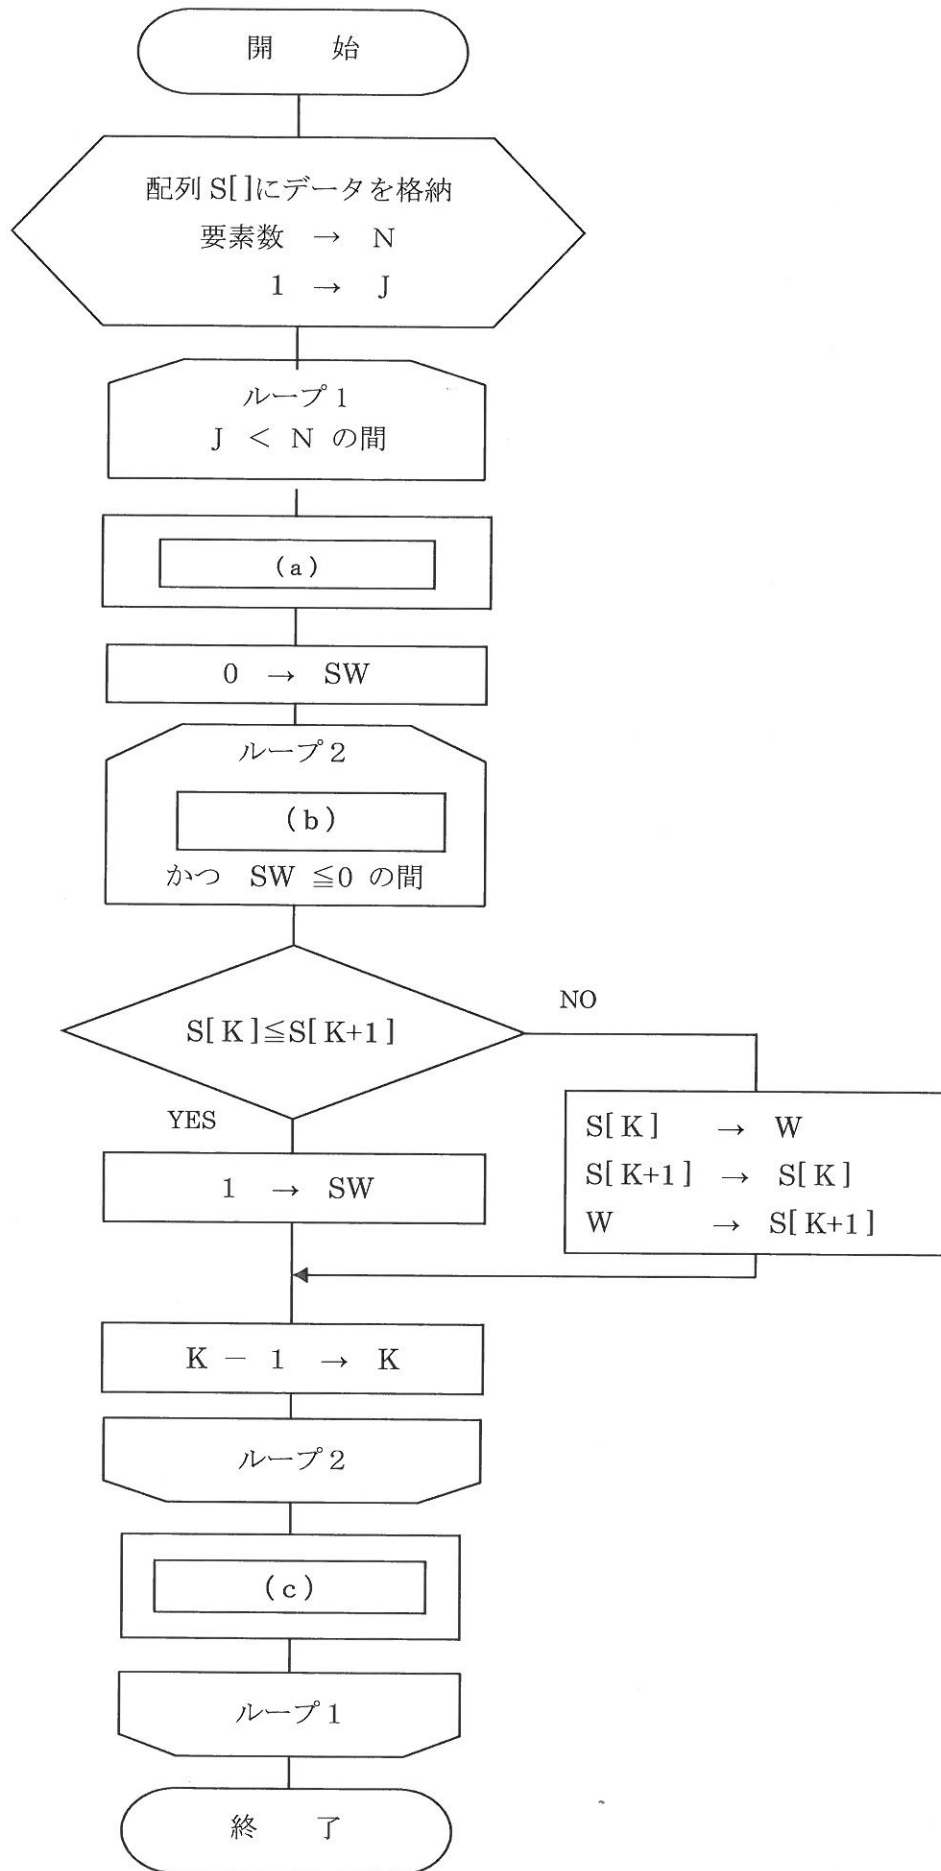 開　始
配列 S[ ]にデータを格納
要素数 → N
1 → J
ループ1
J < N の間
(a)
0 → SW
ループ2
(b)
かつ SW ≦0 の間
S[K]≦S[K+1]
NO
YES
S[K] → W
S[K+1] → S[K]
W → S[K+1]
1 → SW
K － 1 → K
ループ2
(c)
ループ1
終　了